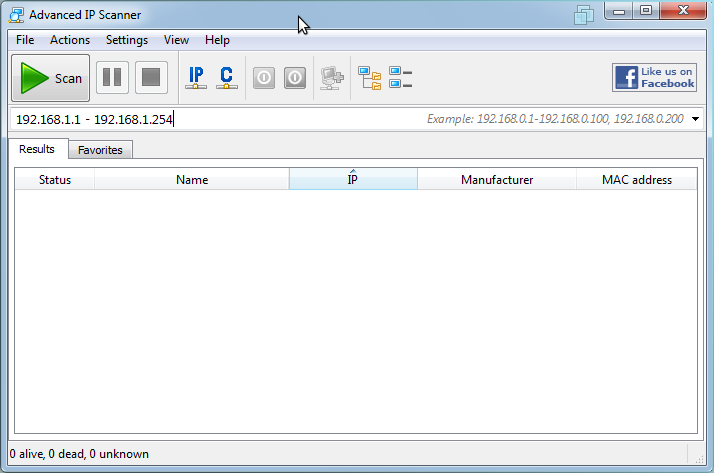 Advanced IP Scanner
File Actions Settings View Help
Scan IP C Like us on
Facebook
192.168.1.1 - 192.168.1.254 Example: 192.168.0.1-192.168.0.100, 192.168.0.200
Results Favorites
Status Name IP Manufacturer MAC address
0 alive, 0 dead, 0 unknown